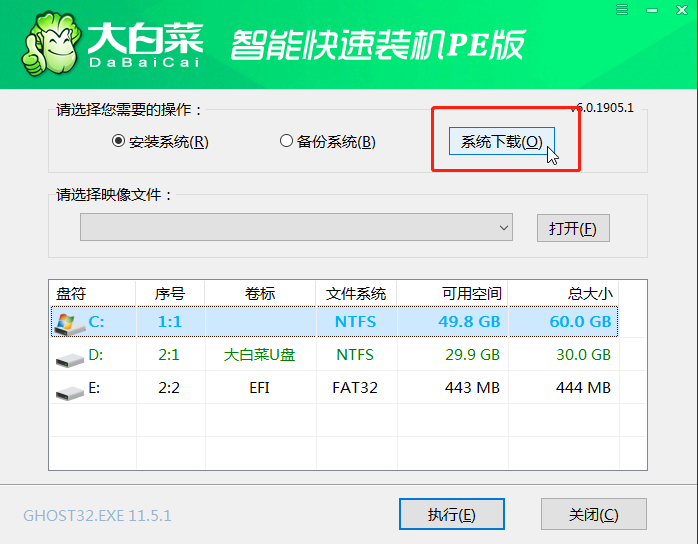 大白菜
DaBaiCai
智能快速装机PE版
请选择您需要的操作：
v6.0.1905.1
安装系统(R) 备份系统(B) 系统下载(O)
请选择映像文件：
打开(F)
盘符 序号 卷标 文件系统 可用空间 总大小
C: 1:1 NTFS 49.8 GB 60.0 GB
D: 2:1 大白菜U盘 NTFS 29.9 GB 30.0 GB
E: 2:2 EFI FAT32 443 MB 444 MB
GHOST32.EXE 11.5.1 执行(E) 关闭(C)